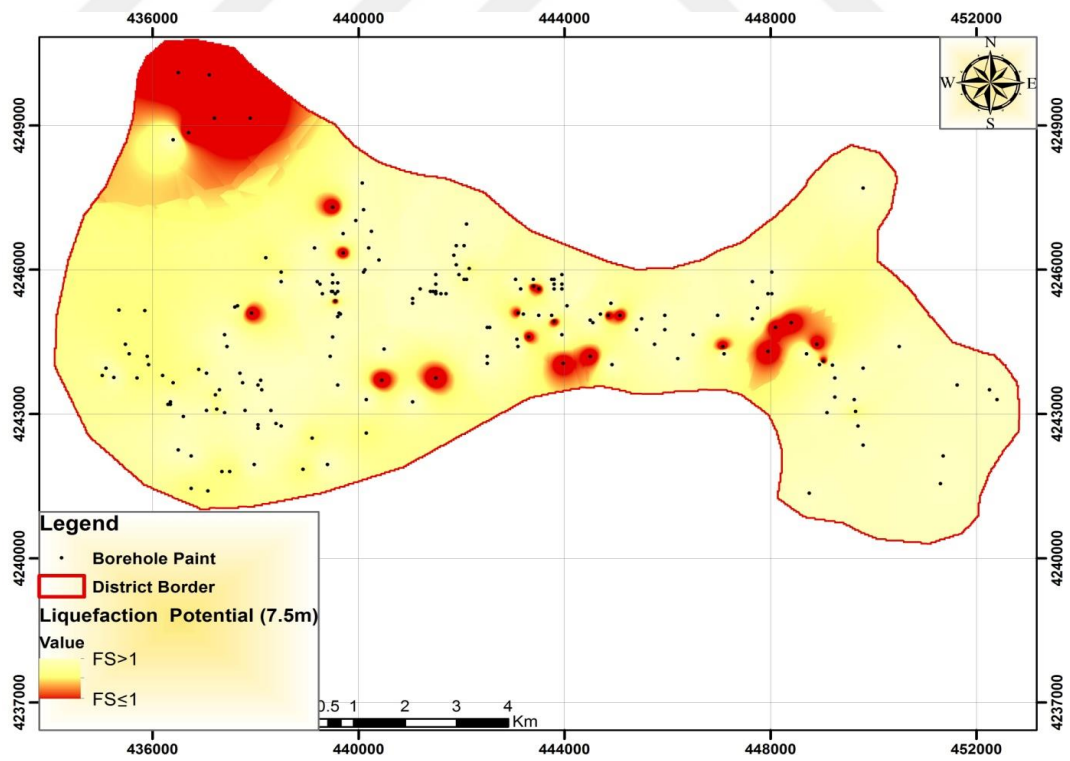 436000 440000 444000 448000 452000
N
W E
S
4249000 4249000
4246000 4246000
4243000 4243000
4240000 4240000
4237000 4237000
Legend
Borehole Paint
District Border
Liquefaction Potential (7.5m)
Value
FS>1
FS≤1
0.5 1 2 3 4
Km
436000 440000 444000 448000 452000